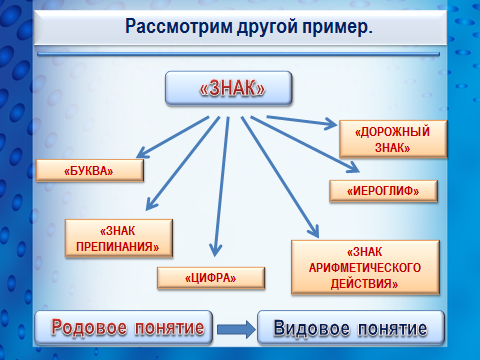 Рассмотрим другой пример.
«ЗНАК»
«ДОРОЖНЫЙ
ЗНАК»
«БУКВА»
«ИЕРОГЛИФ»
«ЗНАК
ПРЕПИНАНИЯ»
«ЗНАК
АРИФМЕТИЧЕСКОГО
ДЕЙСТВИЯ»
«ЦИФРА»
Родовое понятие
Видовое понятие